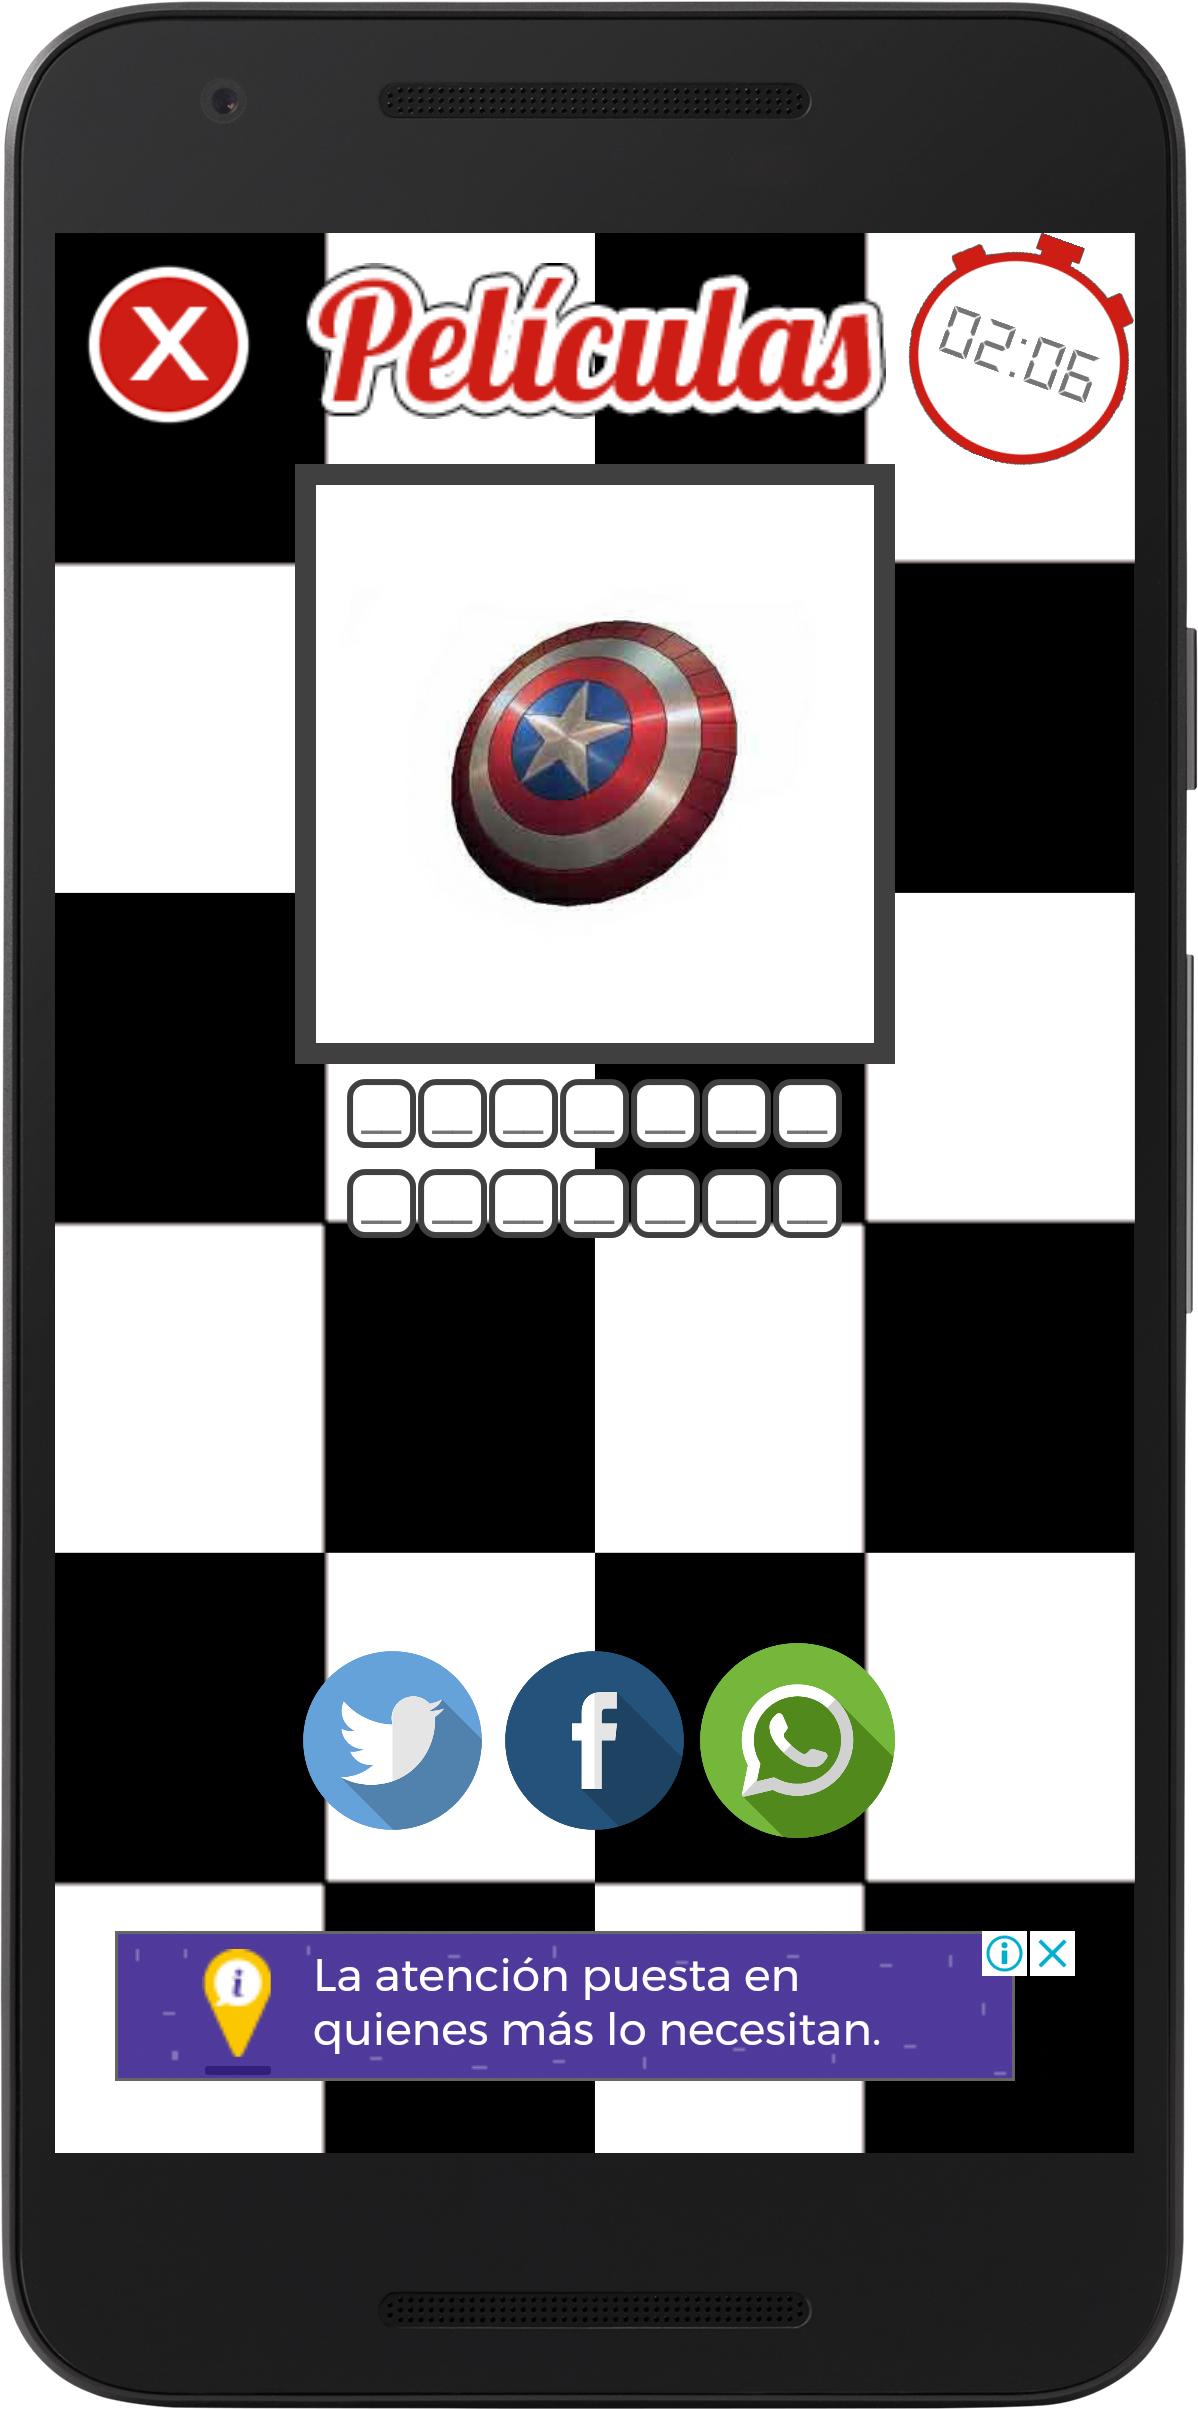 X
Películas
02:06
La atención puesta en
quienes más lo necesitan.